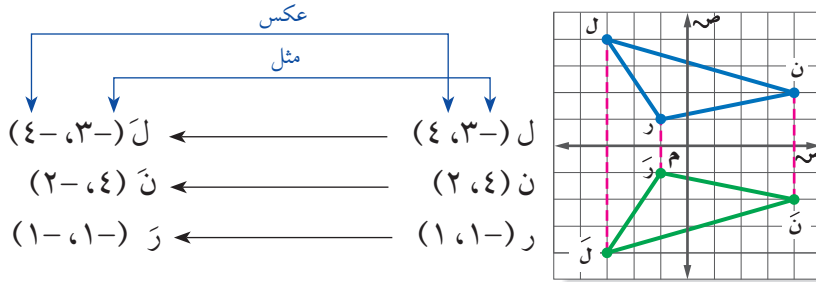 عكس
مثل
ل (−٣، ٤) ← لَ (−٣، −٤)
ن (٤، ٢) ← نَ (٤، −٢)
ر (−١، ١) ← رَ (−١، −١)
ص
ل
ن
ر
س
م
رَ
نَ
لَ